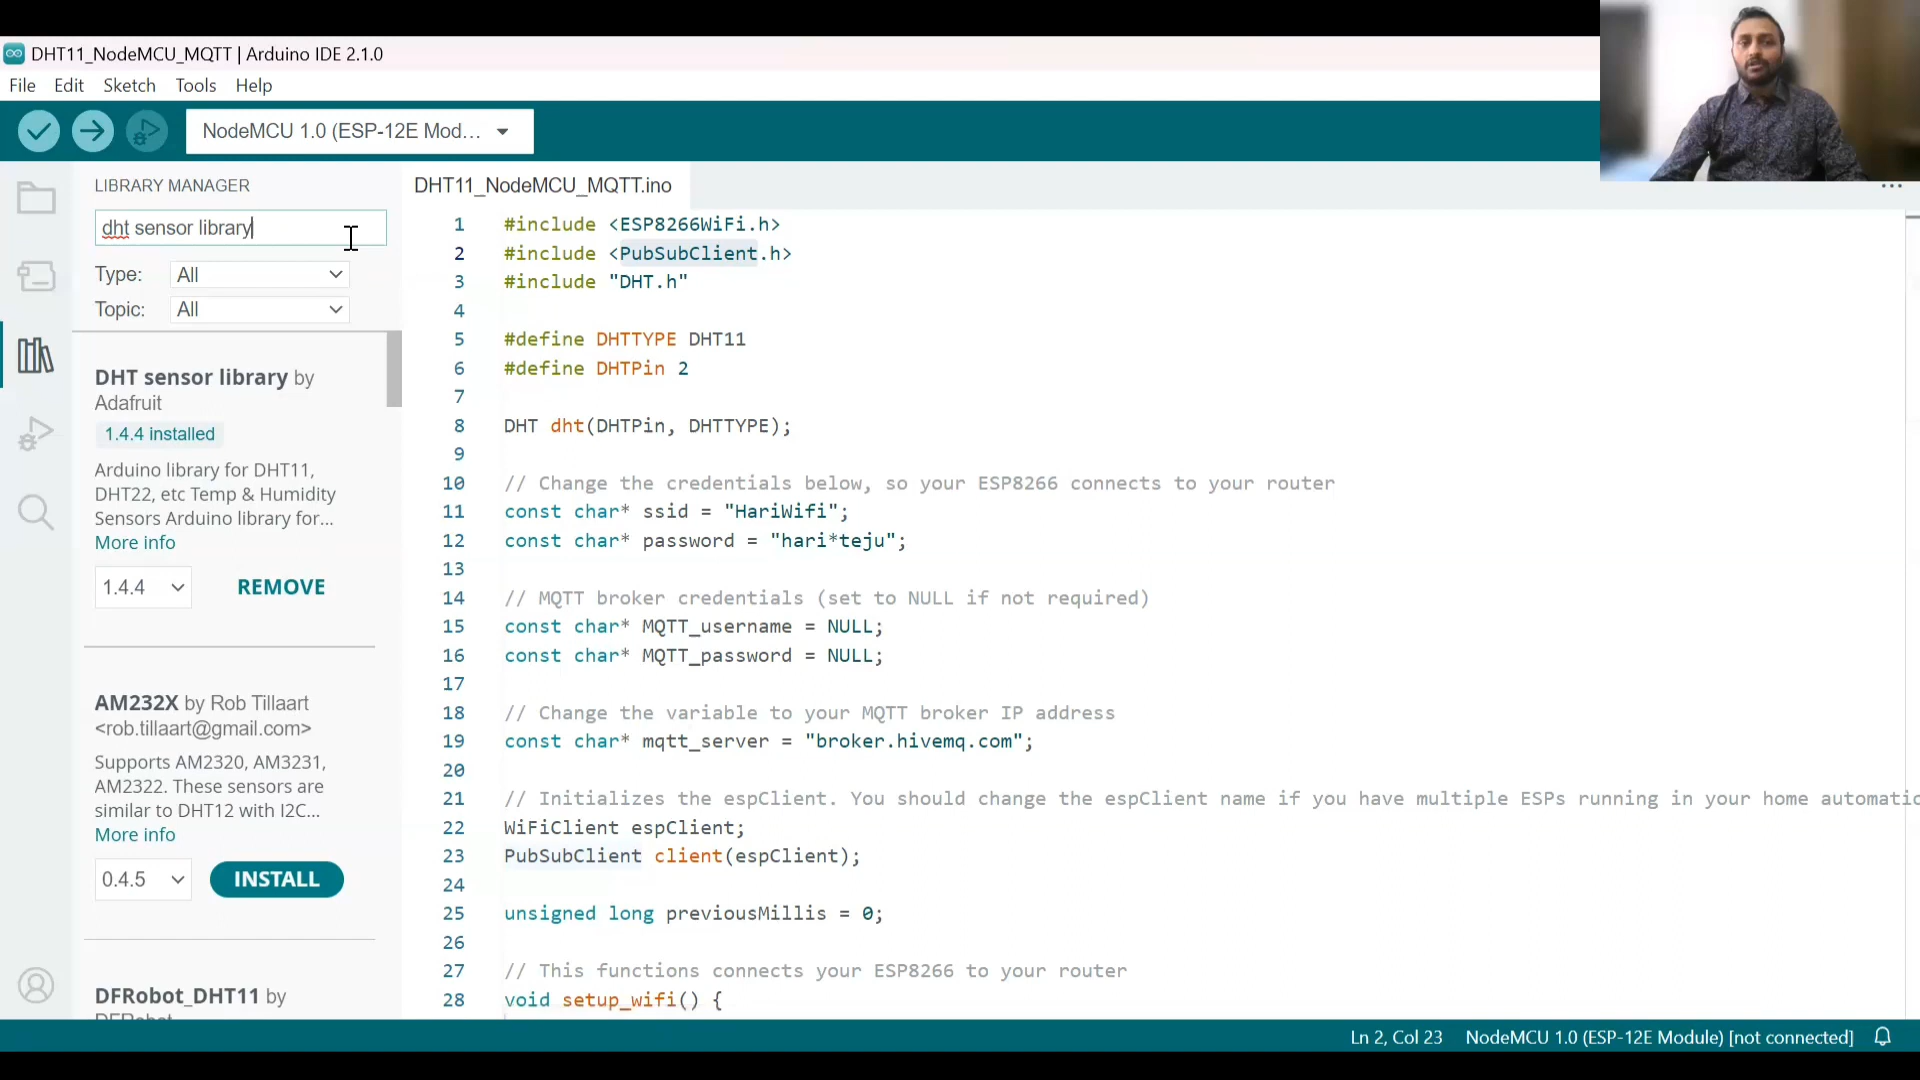 DHT11_NodeMCU_MQTT | Arduino IDE 2.1.0
File Edit Sketch Tools Help
NodeMCU 1.0 (ESP-12E Mod...
LIBRARY MANAGER
dht sensor library
Type: All
Topic: All
DHT sensor library by
Adafruit
1.4.4 installed
Arduino library for DHT11,
DHT22, etc Temp & Humidity
Sensors Arduino library for...
More info
1.4.4 REMOVE
AM232X by Rob Tillaart
<rob.tillaart@gmail.com>
Supports AM2320, AM3231,
AM2322. These sensors are
similar to DHT12 with I2C...
More info
0.4.5 INSTALL
DFRobot_DHT11 by
DFRobot
DHT11_NodeMCU_MQTT.ino
1 #include <ESP8266WiFi.h>
2 #include <PubSubClient.h>
3 #include "DHT.h"
4
5 #define DHTTYPE DHT11
6 #define DHTPin 2
7
8 DHT dht(DHTPin, DHTTYPE);
9
10 // Change the credentials below, so your ESP8266 connects to your router
11 const char* ssid = "HariWifi";
12 const char* password = "hari*teju";
13
14 // MQTT broker credentials (set to NULL if not required)
15 const char* MQTT_username = NULL;
16 const char* MQTT_password = NULL;
17
18 // Change the variable to your MQTT broker IP address
19 const char* mqtt_server = "broker.hivemq.com";
20
21 // Initializes the espClient. You should change the espClient name if you have multiple ESPs running in your home automatic
22 WiFiClient espClient;
23 PubSubClient client(espClient);
24
25 unsigned long previousMillis = 0;
26
27 // This functions connects your ESP8266 to your router
28 void setup_wifi() {
Ln 2, Col 23 NodeMCU 1.0 (ESP-12E Module) [not connected]